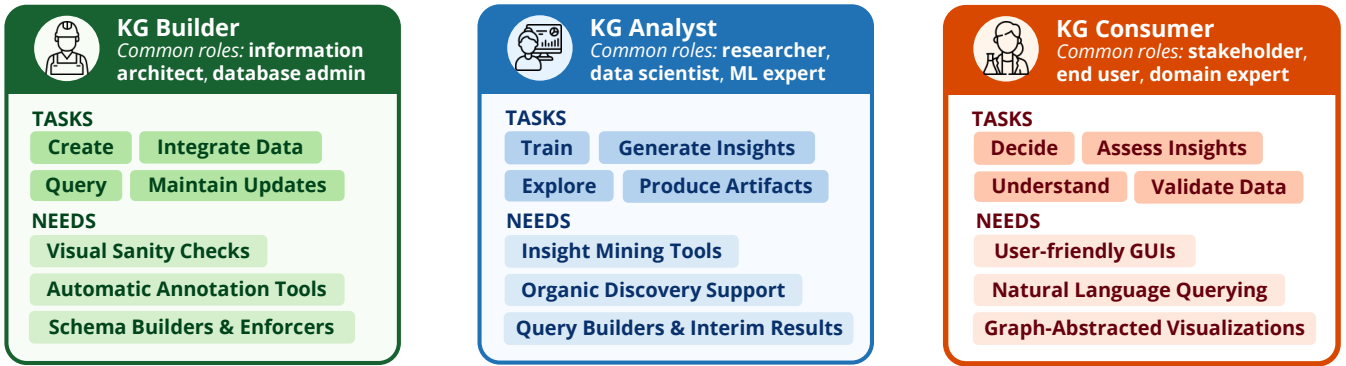 KG Builder
Common roles: information
architect, database admin
TASKS
Create
Integrate Data
Query
Maintain Updates
NEEDS
Visual Sanity Checks
Automatic Annotation Tools
Schema Builders & Enforcers
KG Analyst
Common roles: researcher,
data scientist, ML expert
TASKS
Train
Generate Insights
Explore
Produce Artifacts
NEEDS
Insight Mining Tools
Organic Discovery Support
Query Builders & Interim Results
KG Consumer
Common roles: stakeholder,
end user, domain expert
TASKS
Decide
Assess Insights
Understand
Validate Data
NEEDS
User-friendly GUIs
Natural Language Querying
Graph-Abstracted Visualizations